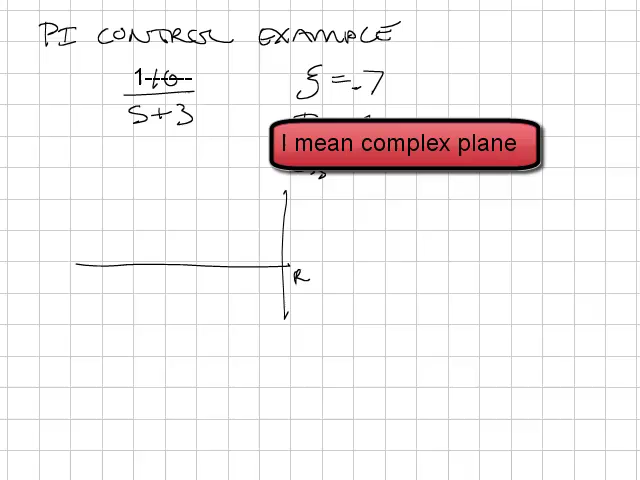 PI CONTROL EXAMPLE
1
S+3
ξ = .7
I mean complex plane
R